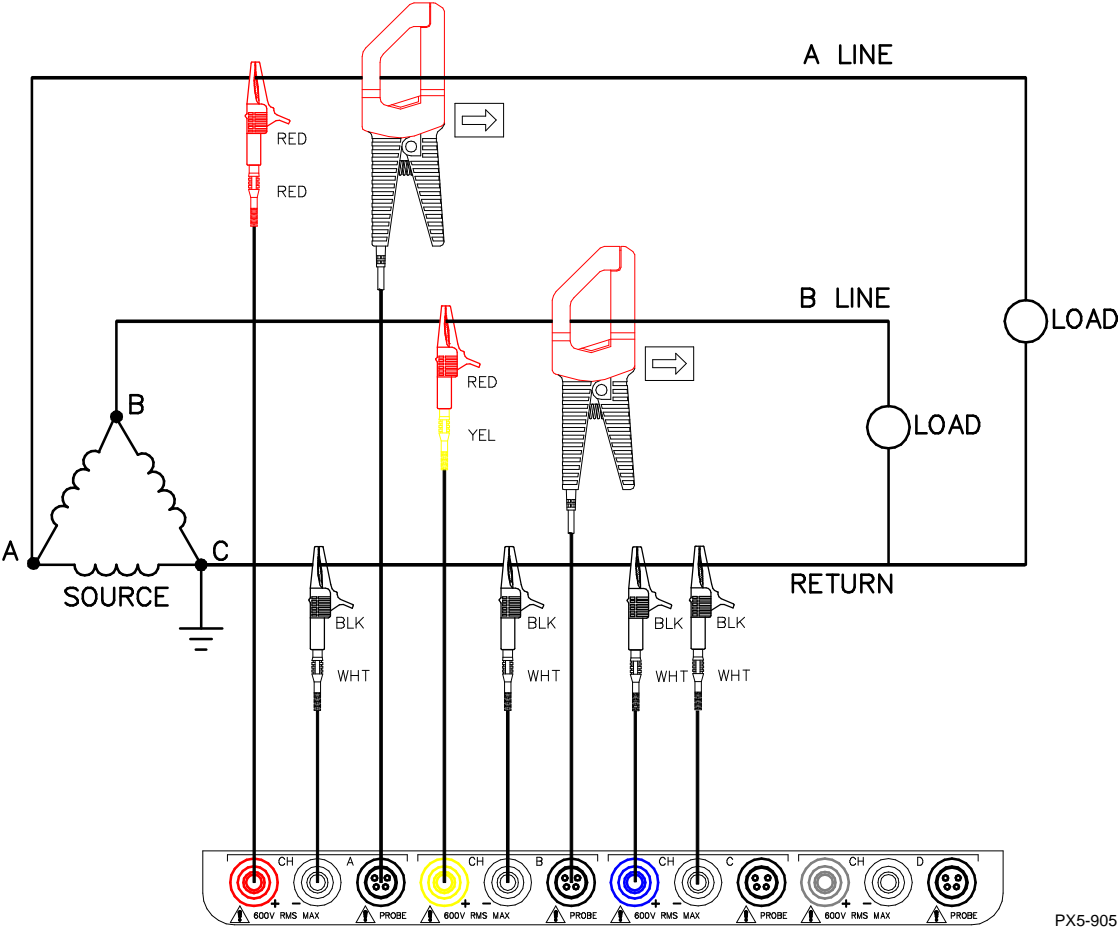 A LINE
RED
RED
B LINE
LOAD
RED
YEL
B
LOAD
A
C
SOURCE
RETURN
BLK
BLK
BLK
BLK
WHT
WHT
WHT
WHT
CH A
CH B
CH C
CH D
+ −
+ −
+ −
+ −
600V RMS MAX PROBE
600V RMS MAX PROBE
600V RMS MAX PROBE
600V RMS MAX PROBE
PX5-905